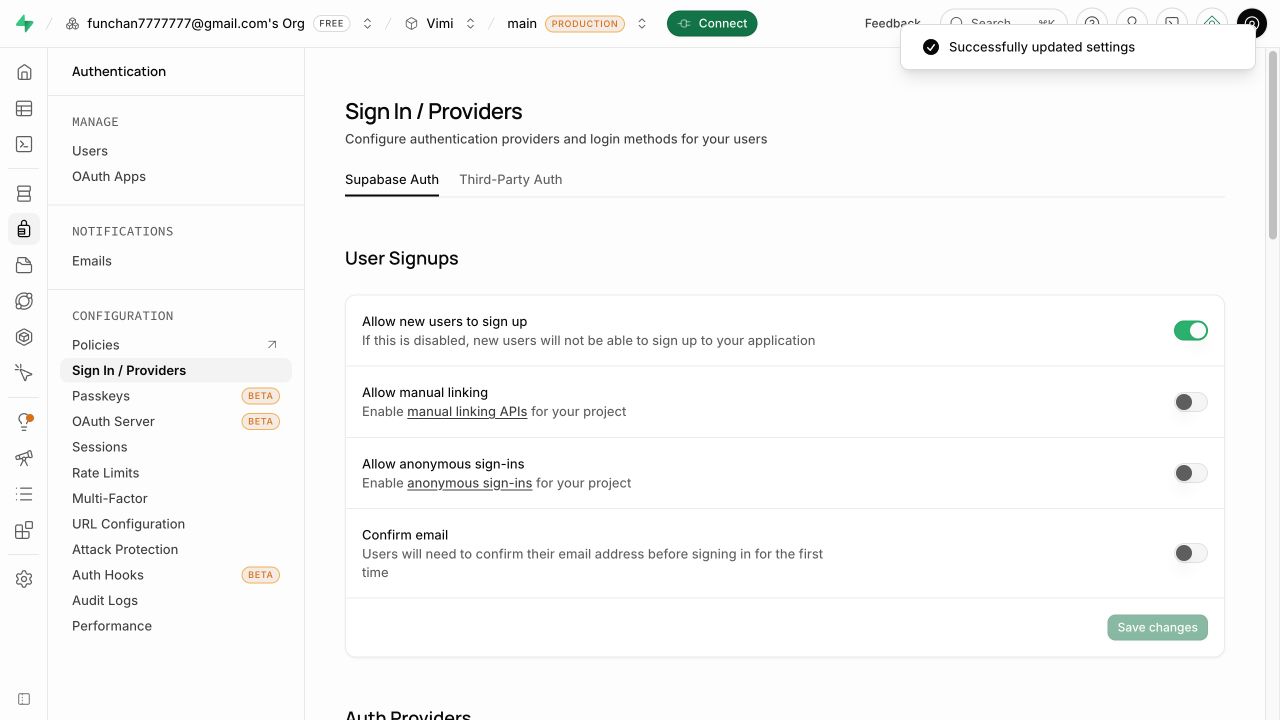 funchan7777777@gmail.com's Org FREE Vimi main PRODUCTION Connect
Feedback Search ⌘K
Successfully updated settings
Authentication
MANAGE
Users
OAuth Apps
NOTIFICATIONS
Emails
CONFIGURATION
Policies
Sign In / Providers
Passkeys BETA
OAuth Server BETA
Sessions
Rate Limits
Multi-Factor
URL Configuration
Attack Protection
Auth Hooks BETA
Audit Logs
Performance
Sign In / Providers
Configure authentication providers and login methods for your users
Supabase Auth Third-Party Auth
User Signups
Allow new users to sign up
If this is disabled, new users will not be able to sign up to your application
Allow manual linking
Enable manual linking APIs for your project
Allow anonymous sign-ins
Enable anonymous sign-ins for your project
Confirm email
Users will need to confirm their email address before signing in for the first
time
Save changes
Auth Providers